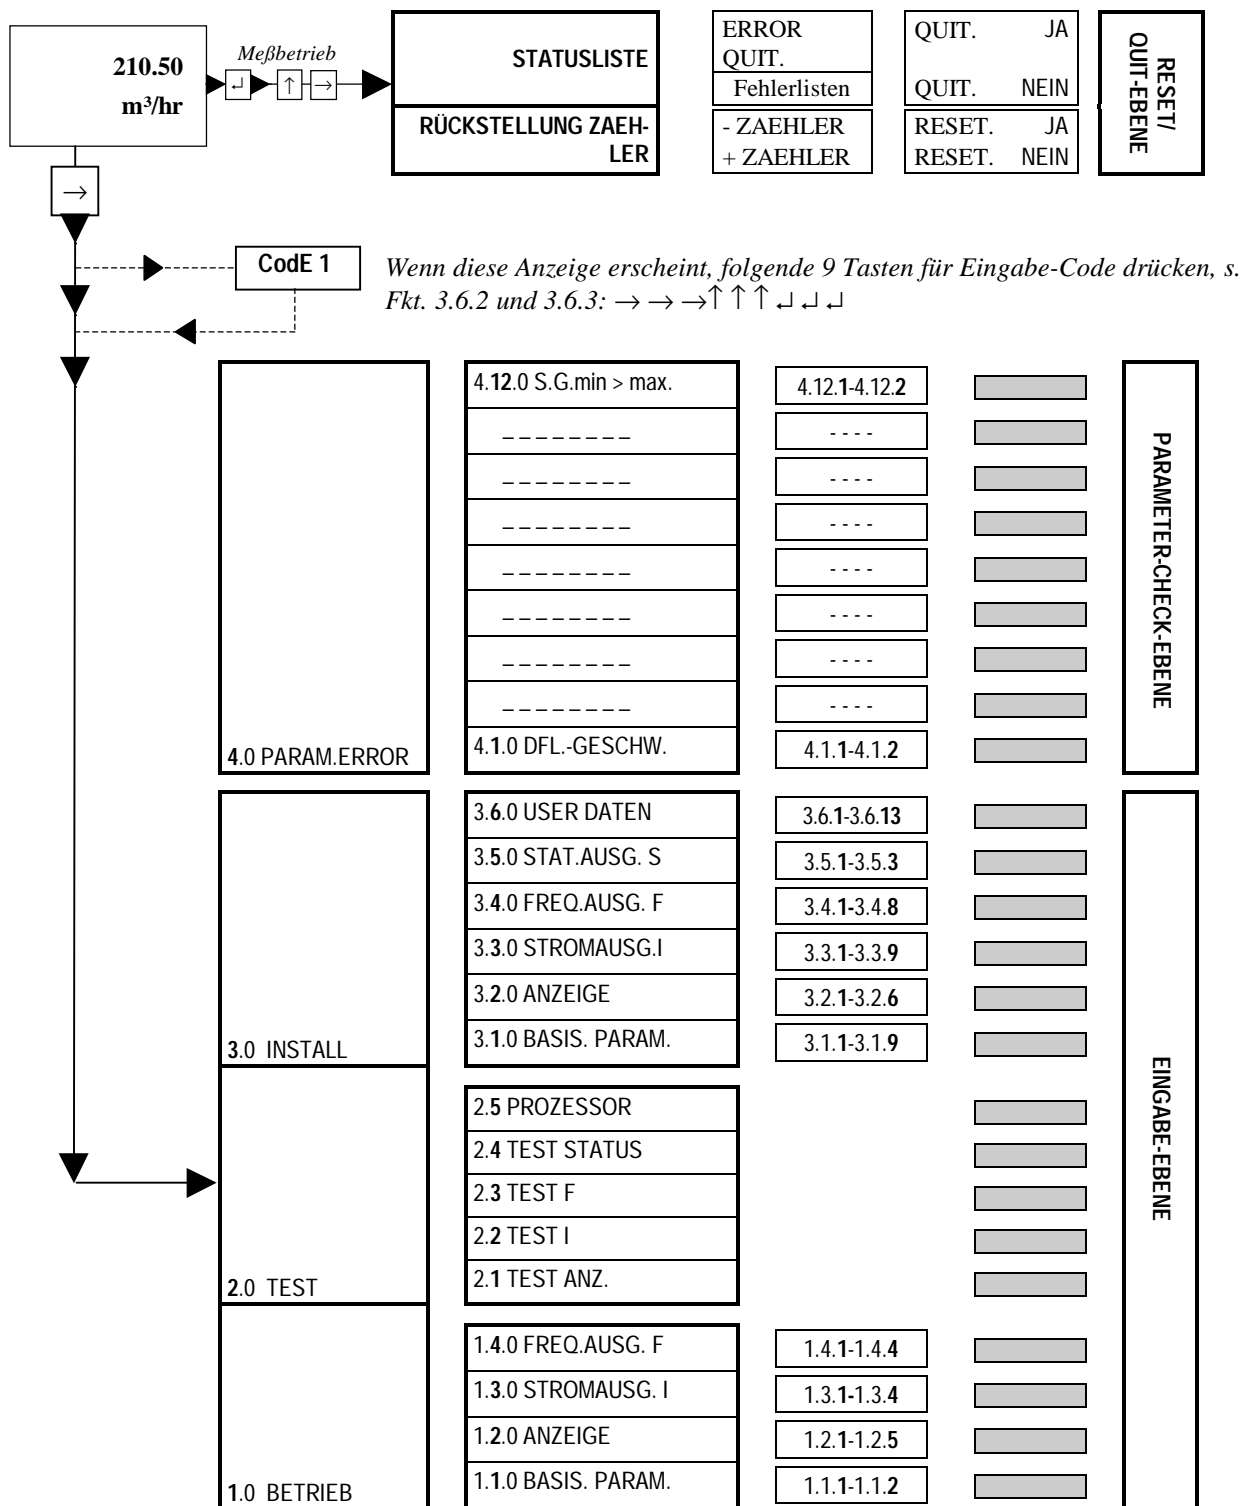 210.50
m³/hr
Meßbetrieb
↵ ↑ →
STATUSLISTE
RÜCKSTELLUNG ZAEH-
LER
ERROR
QUIT.
Fehlerlisten
- ZAEHLER
+ ZAEHLER
QUIT. JA
QUIT. NEIN
RESET. JA
RESET. NEIN
RESET/
QUIT-EBENE
→
CodE 1
Wenn diese Anzeige erscheint, folgende 9 Tasten für Eingabe-Code drücken, s.
Fkt. 3.6.2 und 3.6.3: → → →↑ ↑ ↑ ↵ ↵ ↵
4.12.0 S.G.min > max. 4.12.1-4.12.2
_ _ _ _ _ _ _ _ - - - -
_ _ _ _ _ _ _ _ - - - -
_ _ _ _ _ _ _ _ - - - -
_ _ _ _ _ _ _ _ - - - -
_ _ _ _ _ _ _ _ - - - -
_ _ _ _ _ _ _ _ - - - -
_ _ _ _ _ _ _ _ - - - -
4.0 PARAM.ERROR 4.1.0 DFL.-GESCHW. 4.1.1-4.1.2
PARAMETER-CHECK-EBENE
3.6.0 USER DATEN 3.6.1-3.6.13
3.5.0 STAT.AUSG. S 3.5.1-3.5.3
3.4.0 FREQ.AUSG. F 3.4.1-3.4.8
3.3.0 STROMAUSG.I 3.3.1-3.3.9
3.2.0 ANZEIGE 3.2.1-3.2.6
3.0 INSTALL 3.1.0 BASIS. PARAM. 3.1.1-3.1.9
2.5 PROZESSOR
2.4 TEST STATUS
2.3 TEST F
2.2 TEST I
2.0 TEST 2.1 TEST ANZ.
EINGABE-EBENE
1.4.0 FREQ.AUSG. F 1.4.1-1.4.4
1.3.0 STROMAUSG. I 1.3.1-1.3.4
1.2.0 ANZEIGE 1.2.1-1.2.5
1.0 BETRIEB 1.1.0 BASIS. PARAM. 1.1.1-1.1.2